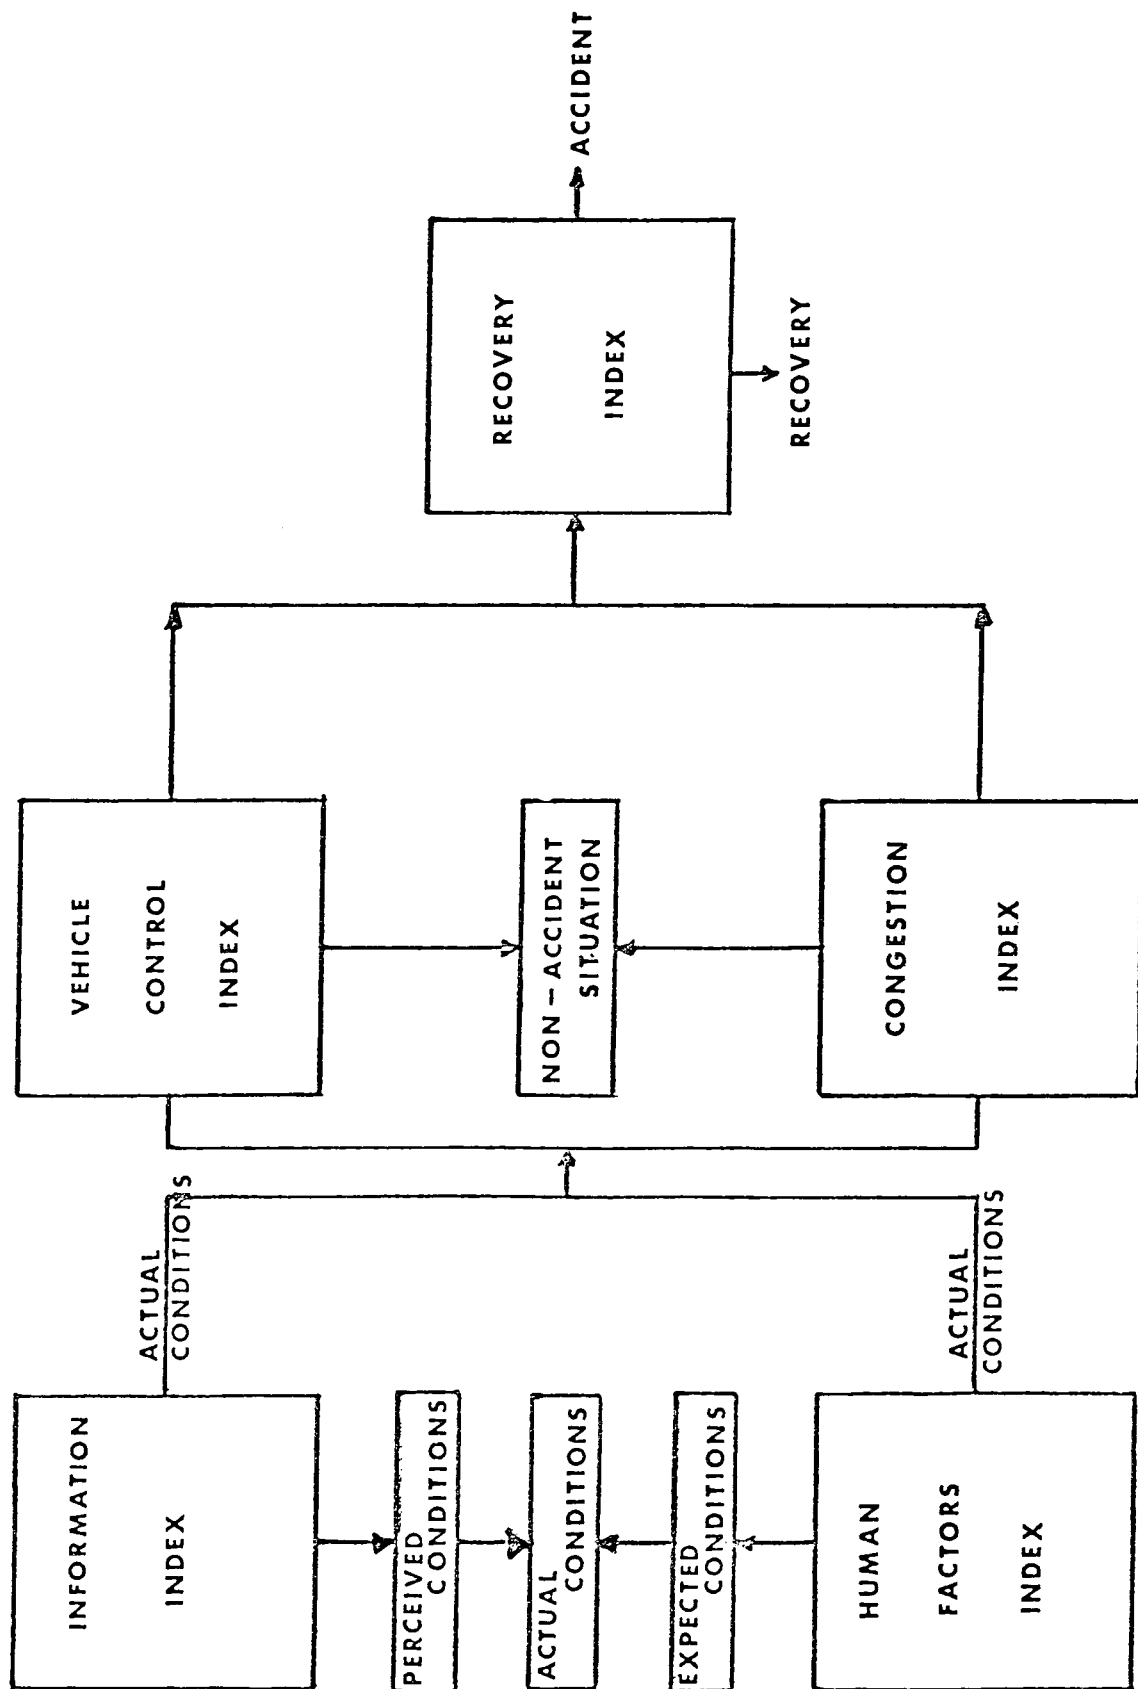 INFORMATION
INDEX
PERCEIVED
CONDITIONS
ACTUAL
CONDITIONS
EXPECTED
CONDITIONS
HUMAN
FACTORS
INDEX
ACTUAL
CONDITIONS
ACTUAL
CONDITIONS
VEHICLE
CONTROL
INDEX
NON - ACCIDENT
SITUATION
CONGESTION
INDEX
RECOVERY
INDEX
ACCIDENT
RECOVERY